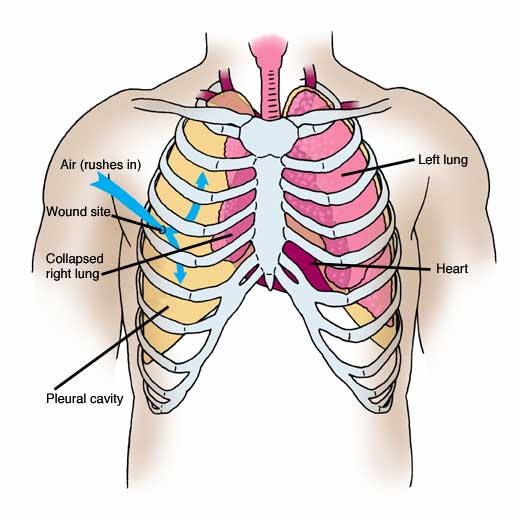 Air (rushes in)
Left lung
Wound site
Collapsed
right lung
Heart
Pleural cavity